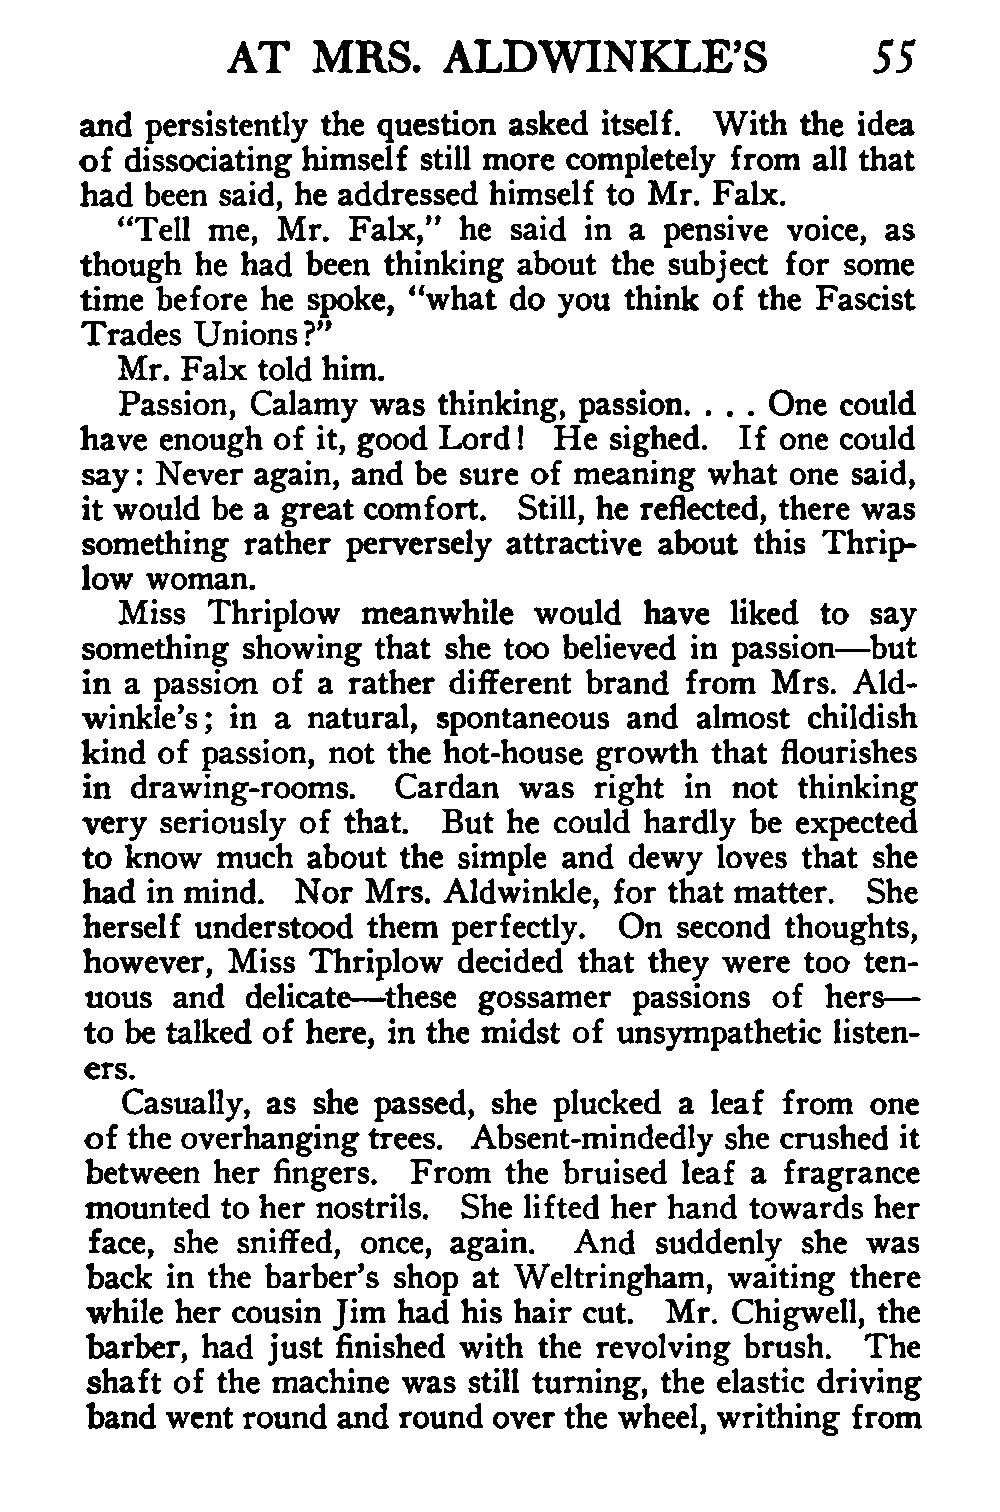 AT MRS. ALDWINKLE'S 55
and persistently the question asked itself. With the idea
of dissociating himself still more completely from all that
had been said, he addressed himself to Mr. Falx.
"Tell me, Mr. Falx," he said in a pensive voice, as
though he had been thinking about the subject for some
time before he spoke, "what do you think of the Fascist
Trades Unions?"
Mr. Falx told him.
Passion, Calamy was thinking, passion. . . . One could
have enough of it, good Lord! He sighed. If one could
say: Never again, and be sure of meaning what one said,
it would be a great comfort. Still, he reflected, there was
something rather perversely attractive about this Thrip-
low woman.
Miss Thriplow meanwhile would have liked to say
something showing that she too believed in passion—but
in a passion of a rather different brand from Mrs. Ald-
winkle's; in a natural, spontaneous and almost childish
kind of passion, not the hot-house growth that flourishes
in drawing-rooms. Cardan was right in not thinking
very seriously of that. But he could hardly be expected
to know much about the simple and dewy loves that she
had in mind. Nor Mrs. Aldwinkle, for that matter. She
herself understood them perfectly. On second thoughts,
however, Miss Thriplow decided that they were too ten-
uous and delicate—these gossamer passions of hers—
to be talked of here, in the midst of unsympathetic listen-
ers.
Casually, as she passed, she plucked a leaf from one
of the overhanging trees. Absent-mindedly she crushed it
between her fingers. From the bruised leaf a fragrance
mounted to her nostrils. She lifted her hand towards her
face, she sniffed, once, again. And suddenly she was
back in the barber's shop at Weltringham, waiting there
while her cousin Jim had his hair cut. Mr. Chigwell, the
barber, had just finished with the revolving brush. The
shaft of the machine was still turning, the elastic driving
band went round and round over the wheel, writhing from